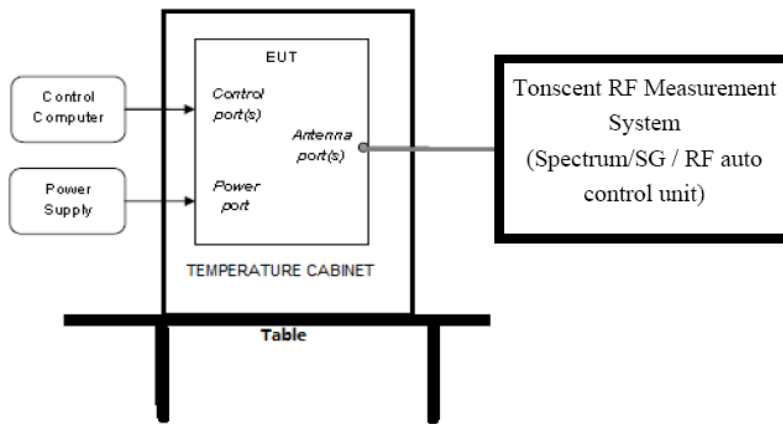 Control
Computer
Power
Supply
EUT
Control
port(s)
Antenna
port(s)
Power
port
TEMPERATURE CABINET
Table
Tonscent RF Measurement
System
(Spectrum/SG / RF auto
control unit)